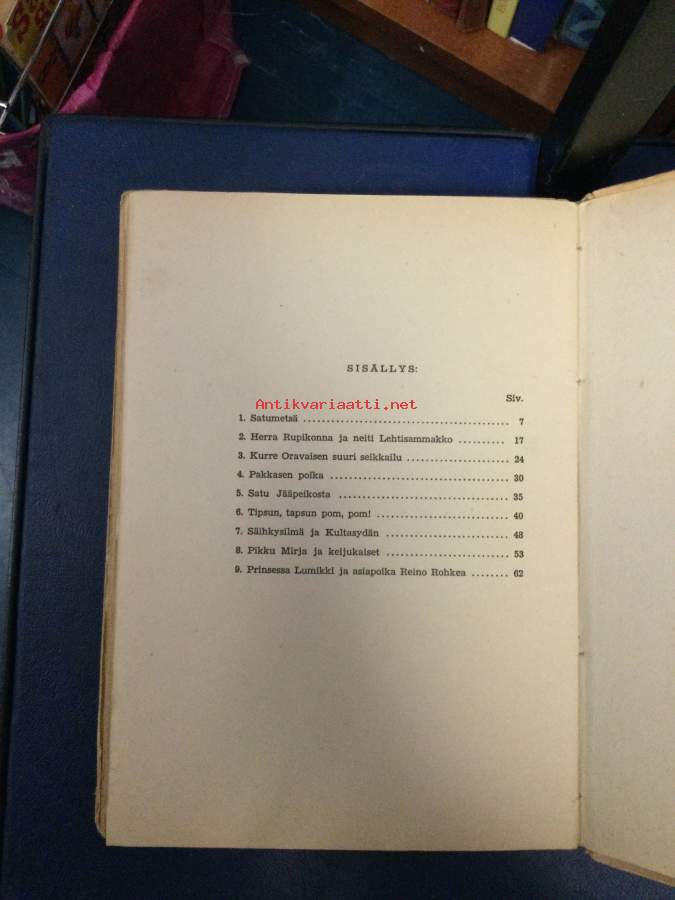 SISÄLLYS:
Siv.
Antikvariaatti.net
1. Satumetsä ........................................ 7
2. Herra Rupikonna ja neiti Lehtisammakko .......... 17
3. Kurre Oravaisen suuri seikkailu ..................... 24
4. Pakkasen poika .................................... 30
5. Satu Jääpeikosta ................................. 35
6. Tipsun, tapsun pom, pom! .......................... 40
7. Säihkysilmä ja Kultasydän ......................... 48
8. Pikku Mirja ja keijukaiset ........................ 53
9. Prinsessa Lumikki ja asiapoika Reino Rohkea ........ 62